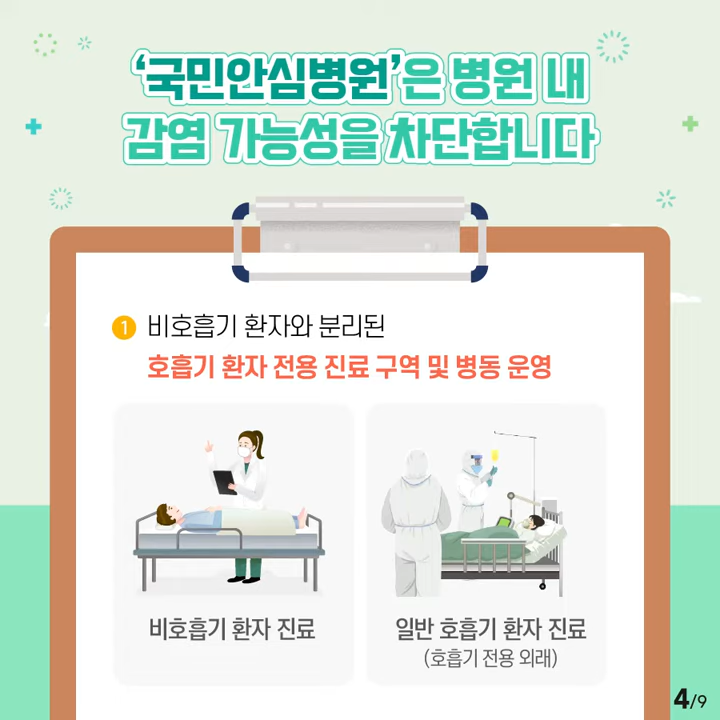 ‘국민안심병원’은 병원 내
감염 가능성을 차단합니다
1 비호흡기 환자와 분리된
호흡기 환자 전용 진료 구역 및 병동 운영
비호흡기 환자 진료
일반 호흡기 환자 진료
(호흡기 전용 외래)
4/9